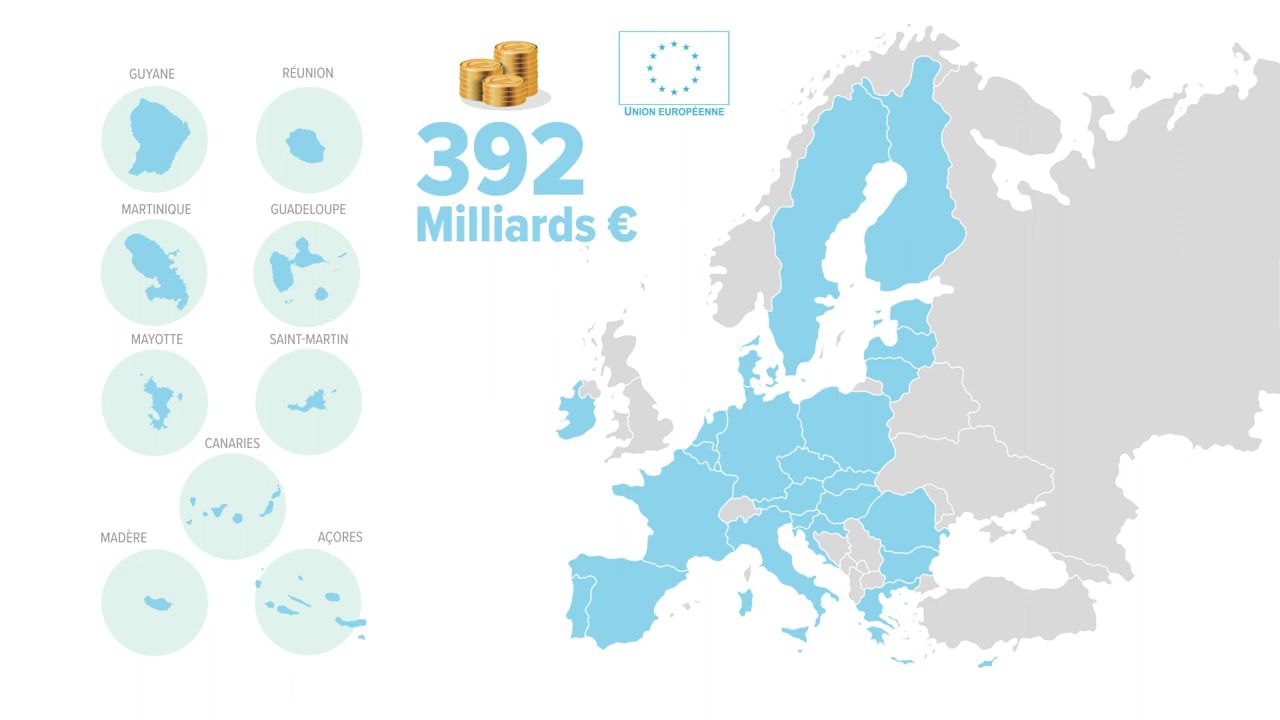 GUYANE
RÉUNION
MARTINIQUE
GUADELOUPE
MAYOTTE
SAINT-MARTIN
CANARIES
MADÈRE
AÇORES
UNION EUROPÉENNE
392
Milliards €